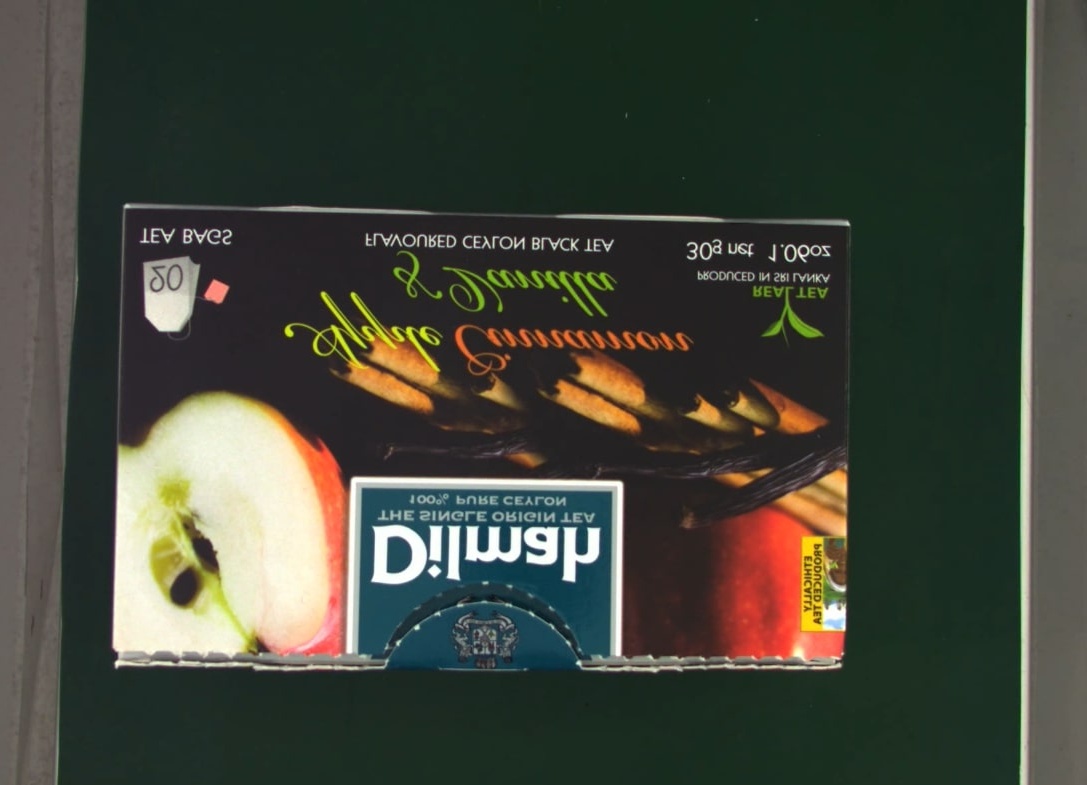 Dilmah
THE SINGLE ORIGIN TEA
100% PURE CEYLON
ETHICALLY
PRODUCED TEA
Apple Cinnamon
& Vanilla
FLAVOURED CEYLON BLACK TEA
20
TEA BAGS
REAL TEA
PRODUCED IN SRI LANKA
30g net 1.06oz